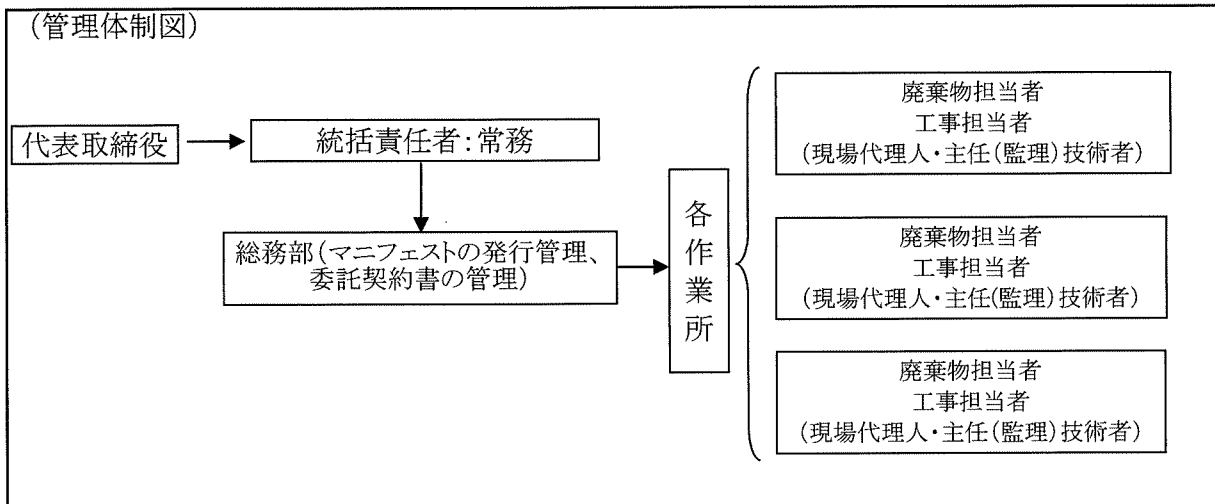 （管理体制図）
代表取締役
統括責任者：常務
総務部（マニフェストの発行管理、
委託契約書の管理）
各作業所
廃棄物担当者
工事担当者
（現場代理人・主任（監理）技術者）
廃棄物担当者
工事担当者
（現場代理人・主任（監理）技術者）
廃棄物担当者
工事担当者
（現場代理人・主任（監理）技術者）